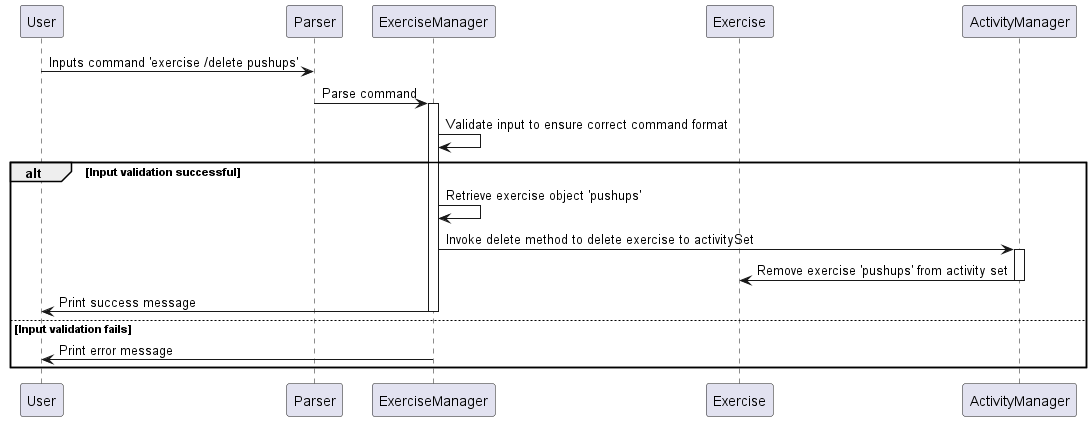 User Parser ExerciseManager Exercise ActivityManager
Inputs command 'exercise /delete pushups'
Parse command
Validate input to ensure correct command format
alt [Input validation successful]
Retrieve exercise object 'pushups'
Invoke delete method to delete exercise to activitySet
Remove exercise 'pushups' from activity set
Print success message
[Input validation fails]
Print error message
User Parser ExerciseManager Exercise ActivityManager